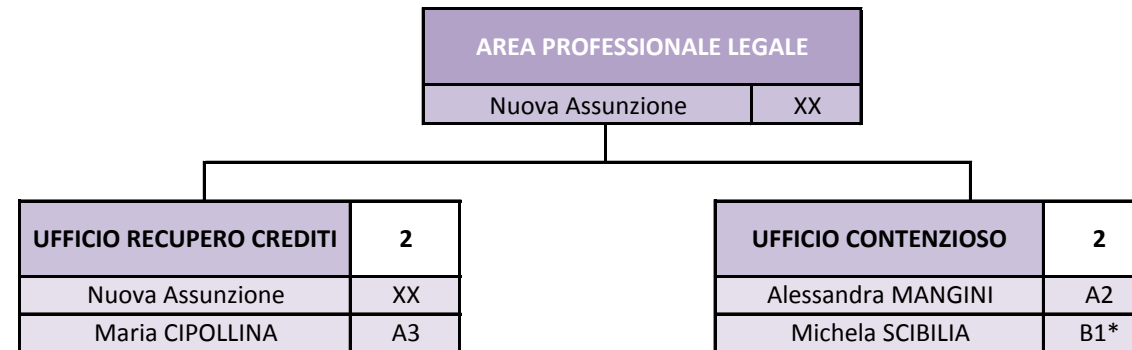 AREA PROFESSIONALE LEGALE
Nuova Assunzione XX
UFFICIO RECUPERO CREDITI 2
Nuova Assunzione XX
Maria CIPOLLINA A3
UFFICIO CONTENZIOSO 2
Alessandra MANGINI A2
Michela SCIBILIA B1*